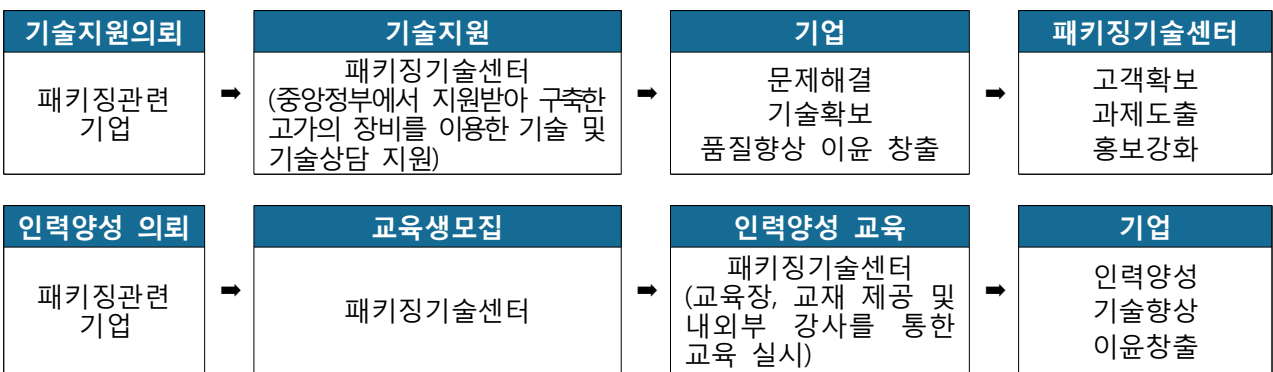 기술지원의뢰
패키징관련
기업
➡
기술지원
패키징기술센터
(중앙정부에서 지원받아 구축한
고가의 장비를 이용한 기술 및
기술상담 지원)
➡
기업
문제해결
기술확보
품질향상 이윤 창출
➡
패키징기술센터
고객확보
과제도출
홍보강화
인력양성 의뢰
패키징관련
기업
➡
교육생모집
패키징기술센터
➡
인력양성 교육
패키징기술센터
(교육장, 교재 제공 및
내외부 강사를 통한
교육 실시)
➡
기업
인력양성
기술향상
이윤창출